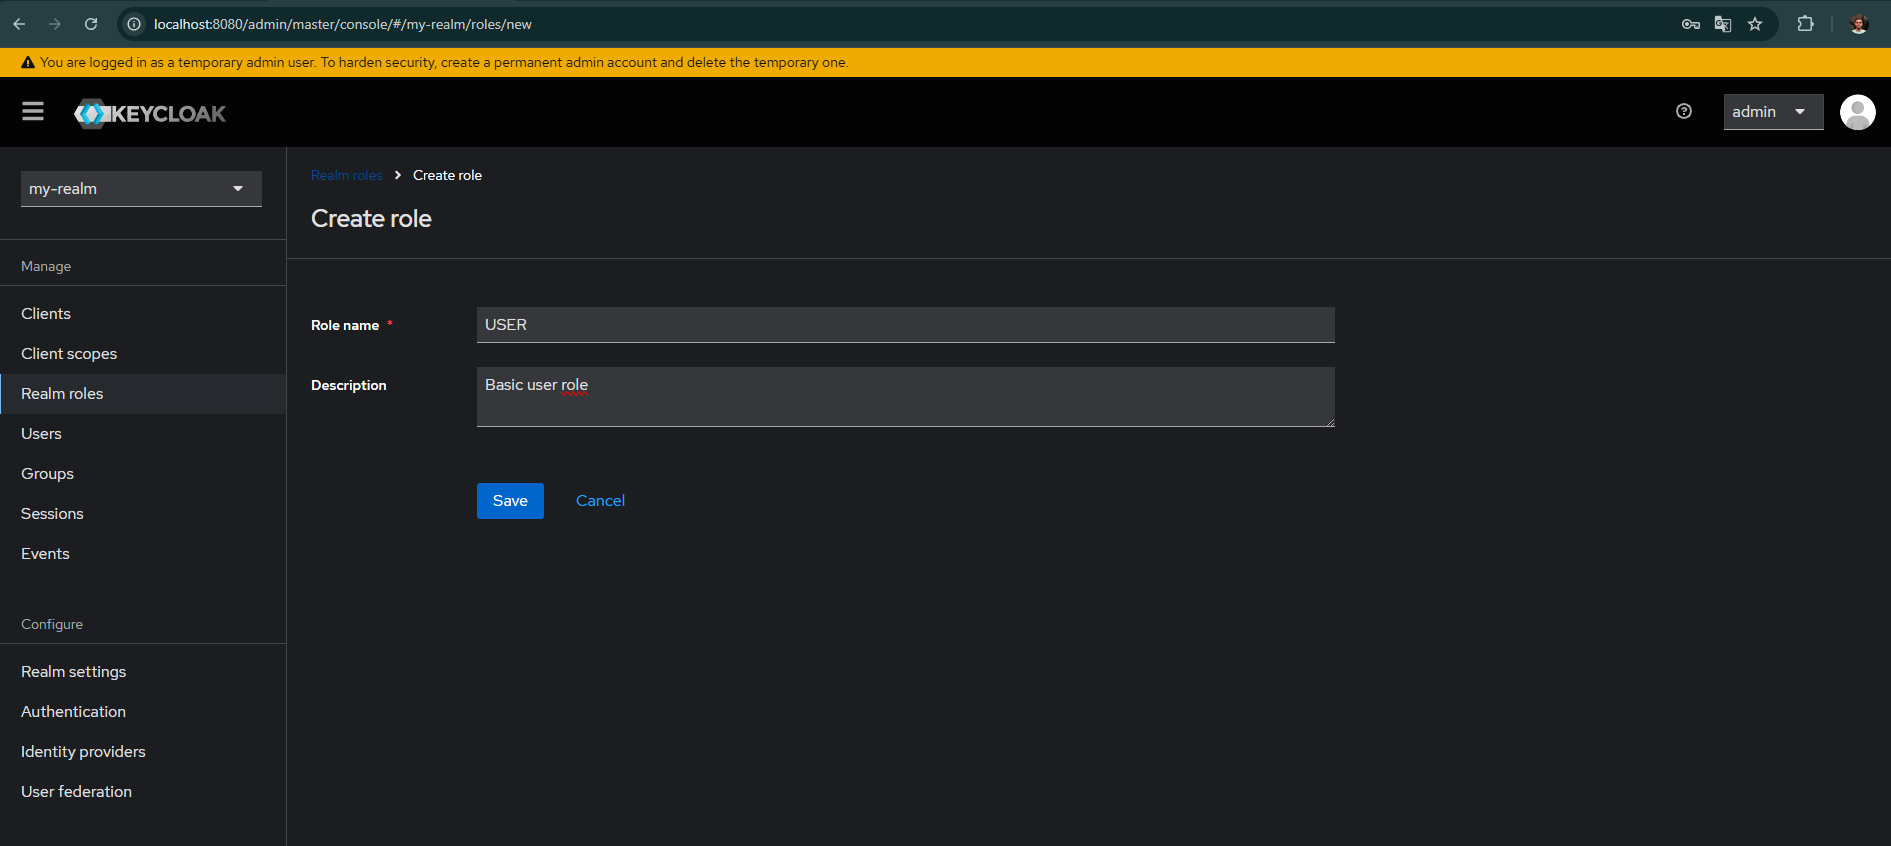 localhost:8080/admin/master/console/#/my-realm/roles/new
You are logged in as a temporary admin user. To harden security, create a permanent admin account and delete the temporary one.
KEYCLOAK
admin
my-realm
Realm roles > Create role
Create role
Manage
Clients
Client scopes
Realm roles
Users
Groups
Sessions
Events
Configure
Realm settings
Authentication
Identity providers
User federation
Role name *
USER
Description
Basic user role
Save
Cancel